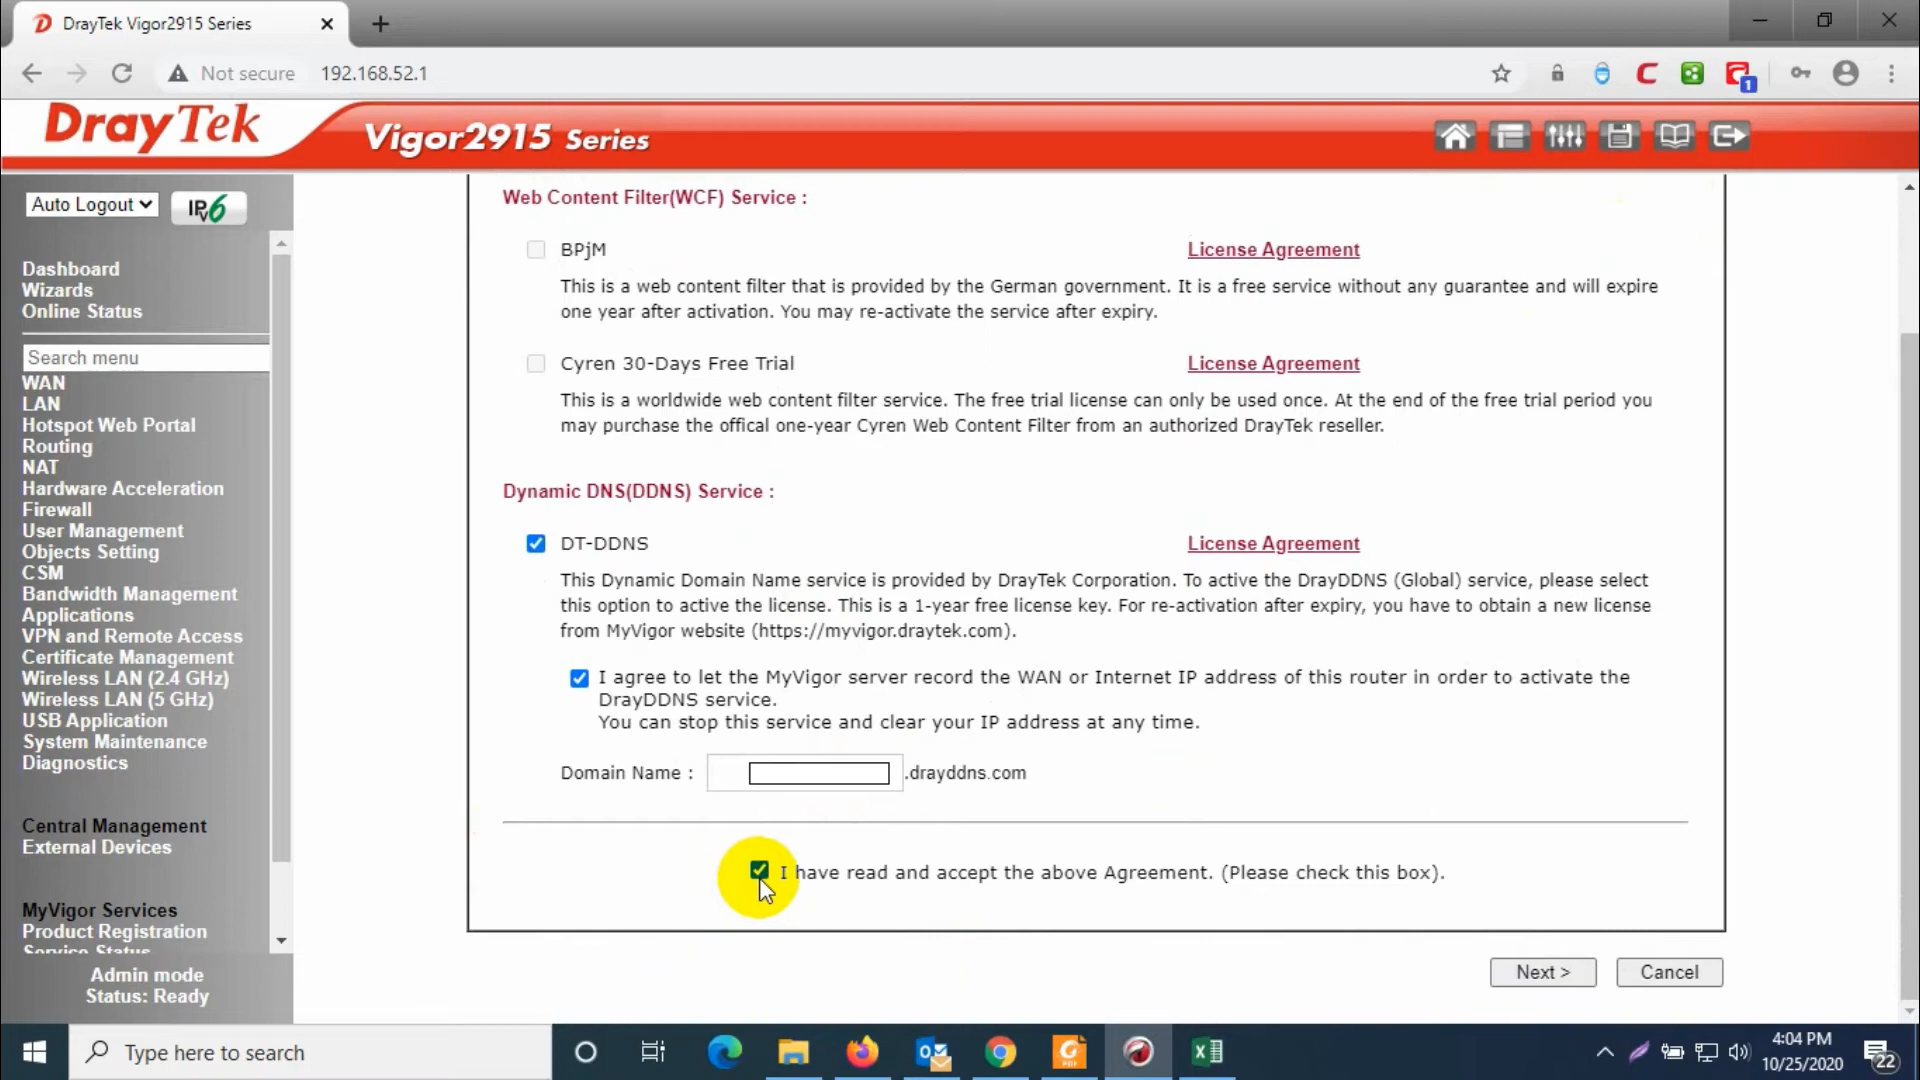 DrayTek Vigor2915 Series
Not secure
192.168.52.1
1
DrayTek
Vigor2915 Series
Auto Logout
IPv6
Dashboard
Wizards
Online Status
Search menu
WAN
LAN
Hotspot Web Portal
Routing
NAT
Hardware Acceleration
Firewall
User Management
Objects Setting
CSM
Bandwidth Management
Applications
VPN and Remote Access
Certificate Management
Wireless LAN (2.4 GHz)
Wireless LAN (5 GHz)
USB Application
System Maintenance
Diagnostics
Central Management
External Devices
MyVigor Services
Product Registration
Service Status
Admin mode
Status: Ready
Web Content Filter(WCF) Service :
BPjM
License Agreement
This is a web content filter that is provided by the German government. It is a free service without any guarantee and will expire
one year after activation. You may re-activate the service after expiry.
Cyren 30-Days Free Trial
License Agreement
This is a worldwide web content filter service. The free trial license can only be used once. At the end of the free trial period you
may purchase the offical one-year Cyren Web Content Filter from an authorized DrayTek reseller.
Dynamic DNS(DDNS) Service :
DT-DDNS
License Agreement
This Dynamic Domain Name service is provided by DrayTek Corporation. To active the DrayDDNS (Global) service, please select
this option to active the license. This is a 1-year free license key. For re-activation after expiry, you have to obtain a new license
from MyVigor website (https://myvigor.draytek.com).
I agree to let the MyVigor server record the WAN or Internet IP address of this router in order to activate the
DrayDDNS service.
You can stop this service and clear your IP address at any time.
Domain Name :
.drayddns.com
I have read and accept the above Agreement. (Please check this box).
Next >
Cancel
Type here to search
4:04 PM
10/25/2020
22